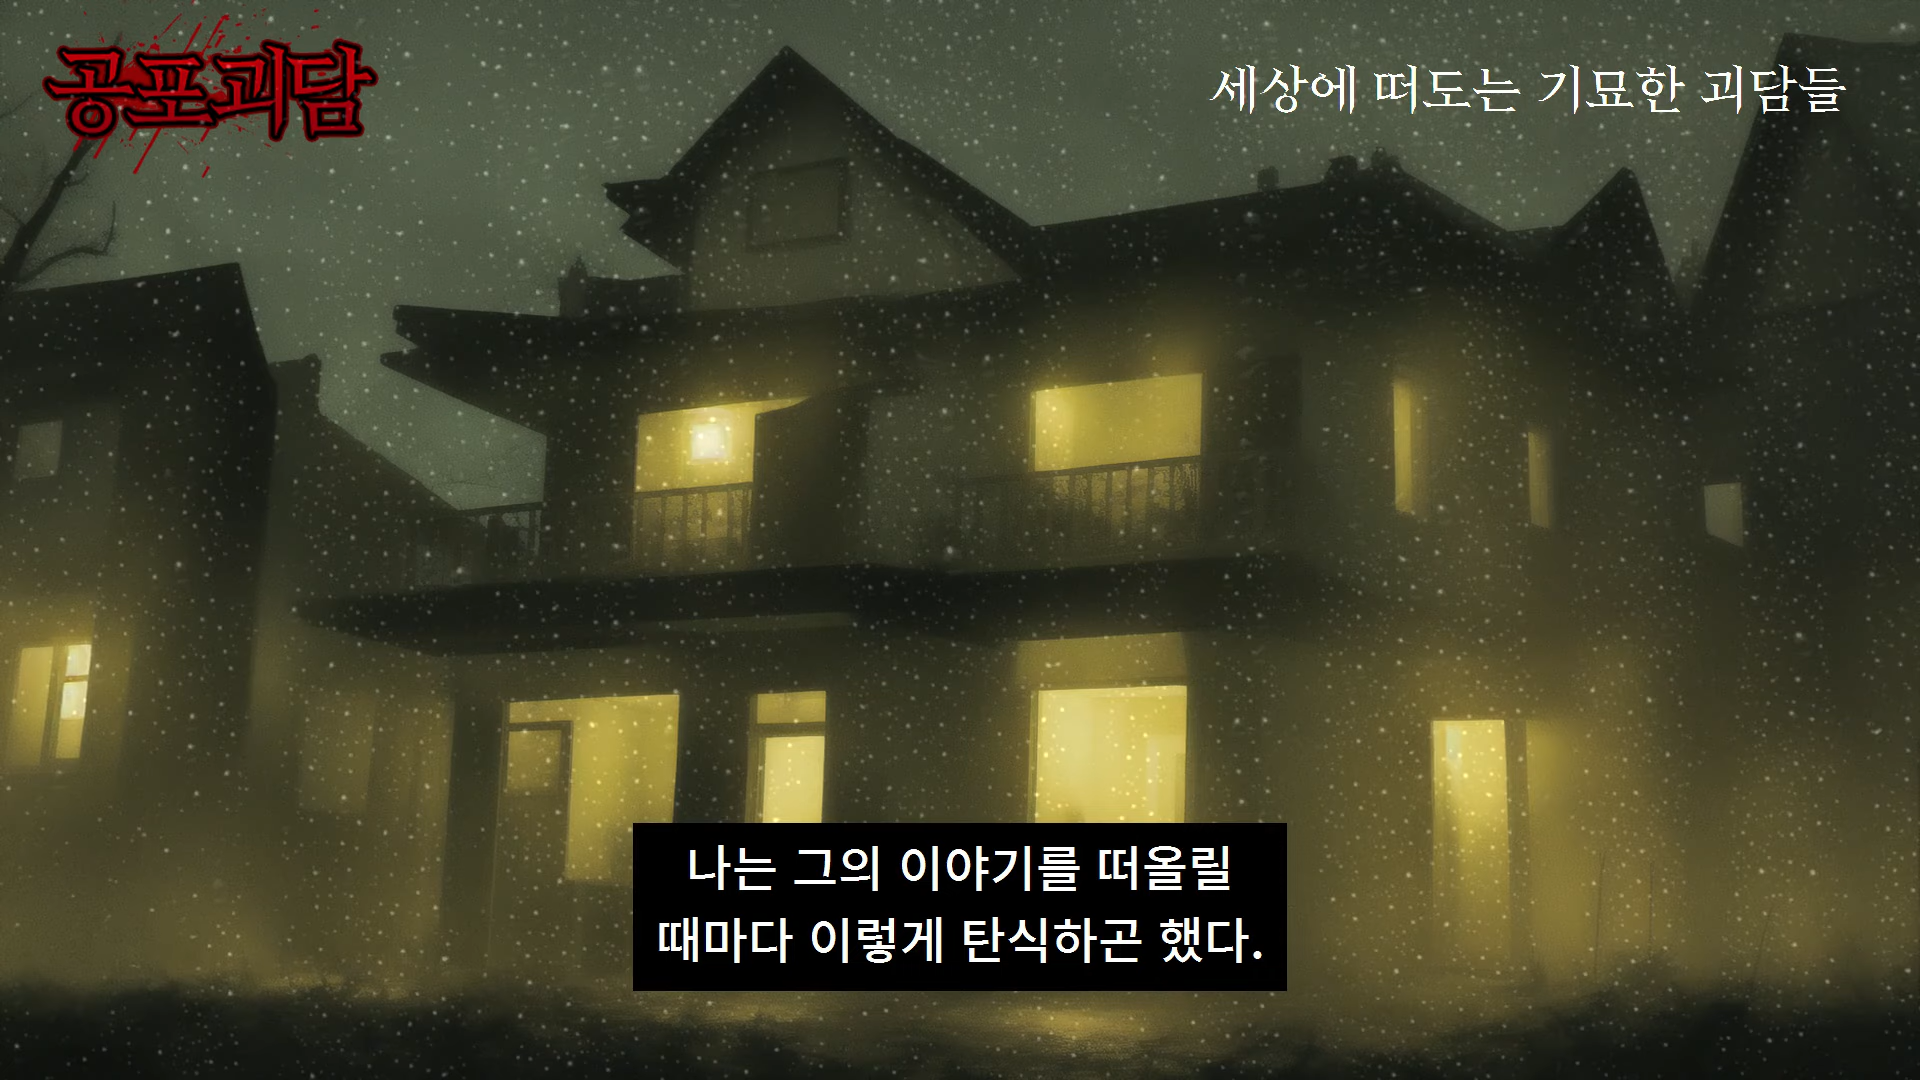 공포괴담
세상에 떠도는 기묘한 괴담들
나는 그의 이야기를 떠올릴
때마다 이렇게 탄식하곤 했다.